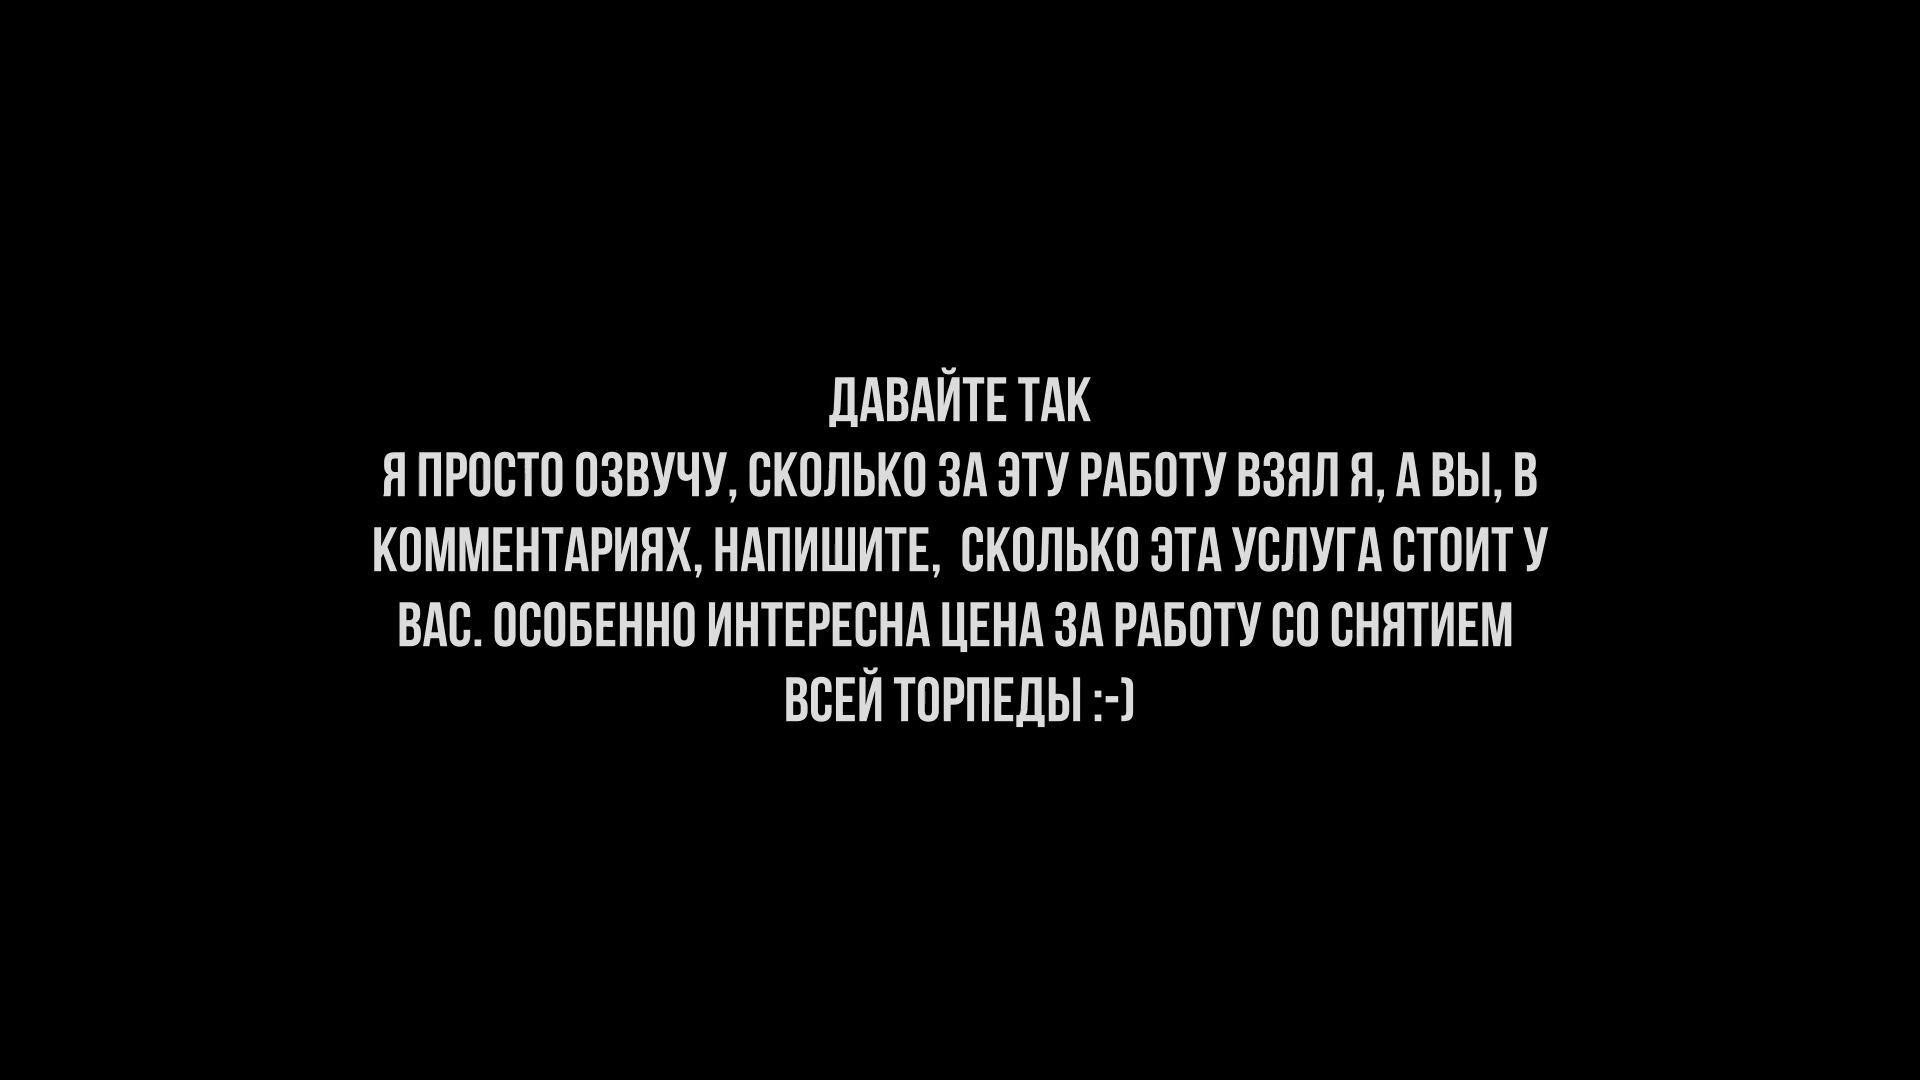 ДАВАЙТЕ ТАК
Я ПРОСТО ОЗВУЧУ, СКОЛЬКО ЗА ЭТУ РАБОТУ ВЗЯЛ Я, А ВЫ, В
КОММЕНТАРИЯХ, НАПИШИТЕ,  СКОЛЬКО ЭТА УСЛУГА СТОИТ У
ВАС. ОСОБЕННО ИНТЕРЕСНА ЦЕНА ЗА РАБОТУ СО СНЯТИЕМ
ВСЕЙ ТОРПЕДЫ :-)